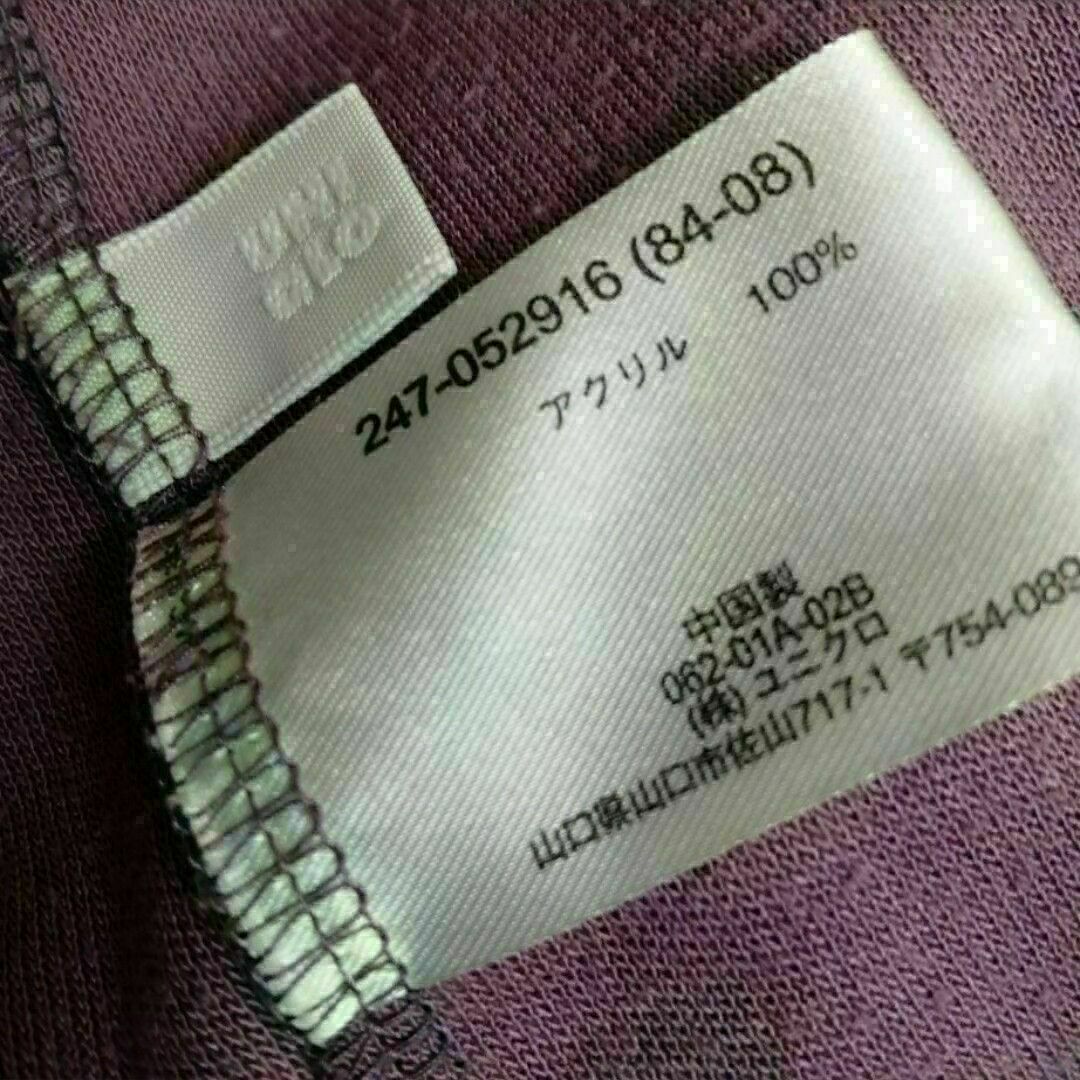 UNI
QLO
247-052916 (84-08)
アクリル 100%
中国製
062-01A-02B
(株) ユニクロ
山口県山口市佐山717-1 〒754-089